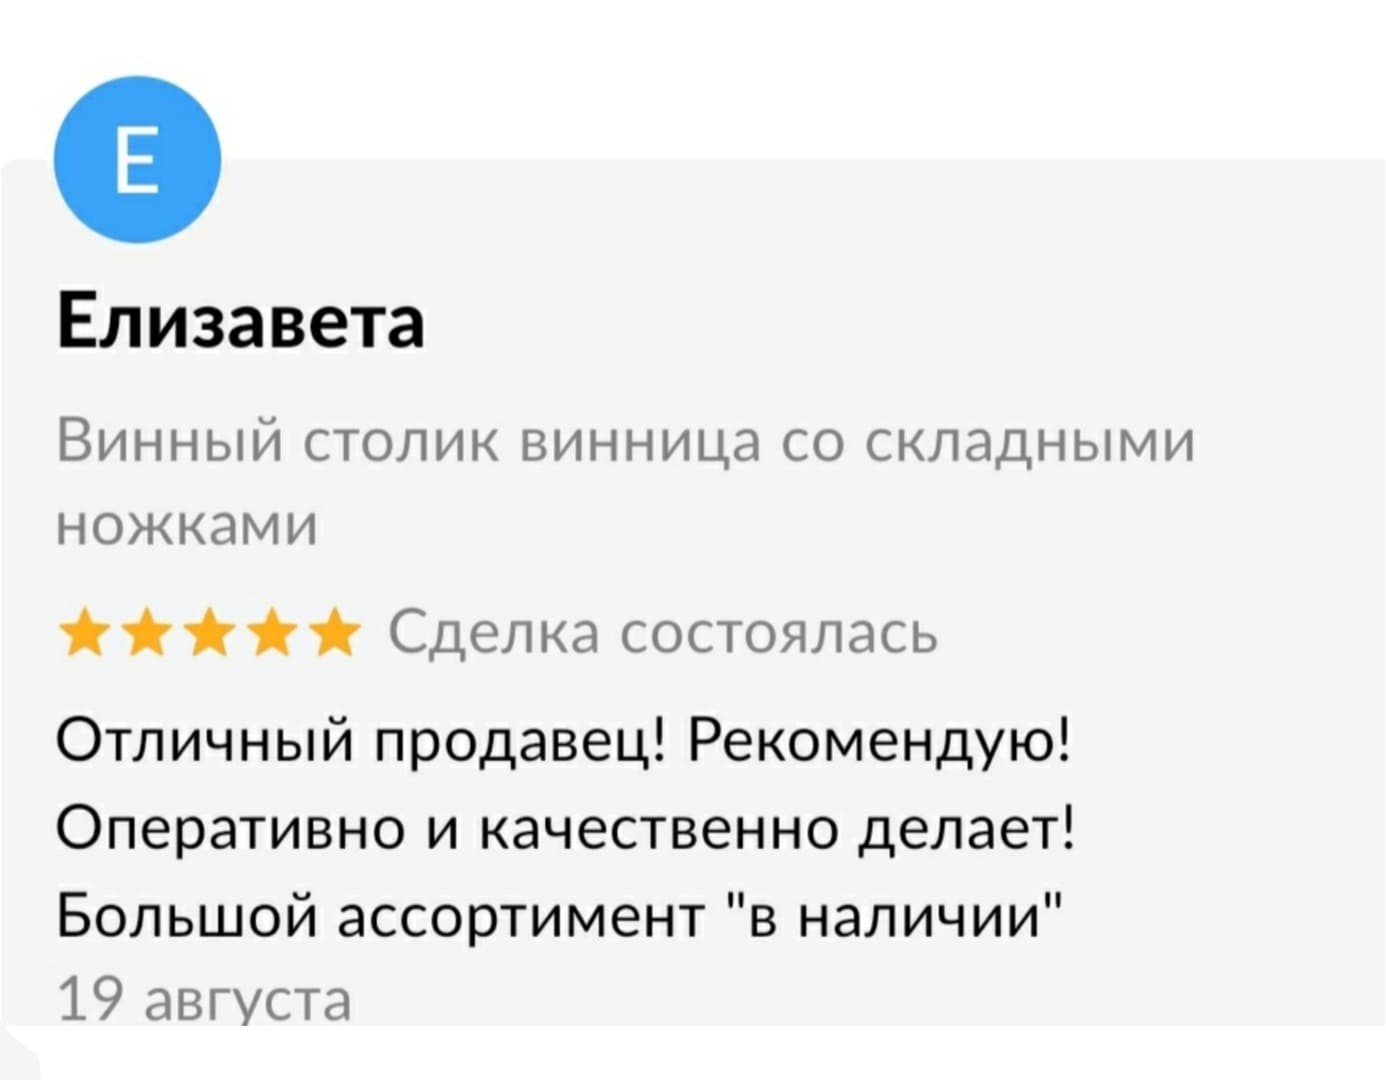 Е
Елизавета
Винный столик винница со складными
ножками
Сделка состоялась
Отличный продавец! Рекомендую!
Оперативно и качественно делает!
Большой ассортимент "в наличии"
19 августа